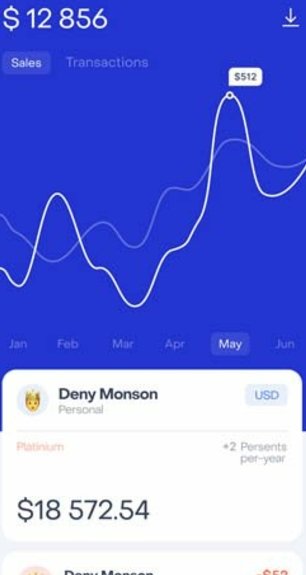 $ 12 856
Sales Transactions
$512
Jan Feb Mar Apr May Jun
Deny Monson USD
Personal
Platinium +2 Persents
per-year
$18 572.54
Deny Monson -$52